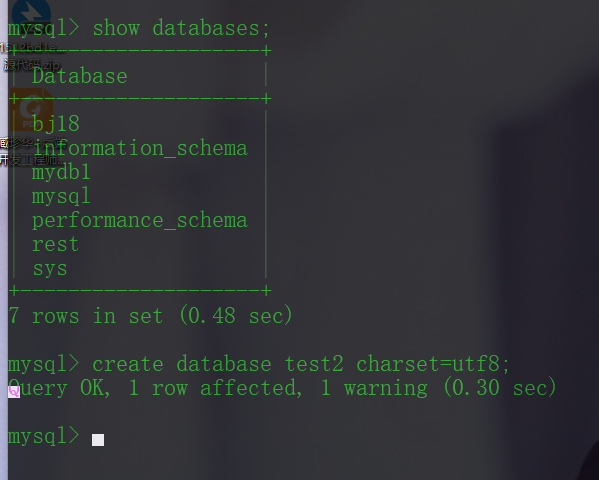 mysql> show databases;
+--------------------+
| Database           |
+--------------------+
| bj18               |
| information_schema |
| mydb1              |
| mysql              |
| performance_schema |
| rest               |
| sys                |
+--------------------+
7 rows in set (0.48 sec)
mysql> create database test2 charset=utf8;
Query OK, 1 row affected, 1 warning (0.30 sec)
mysql>